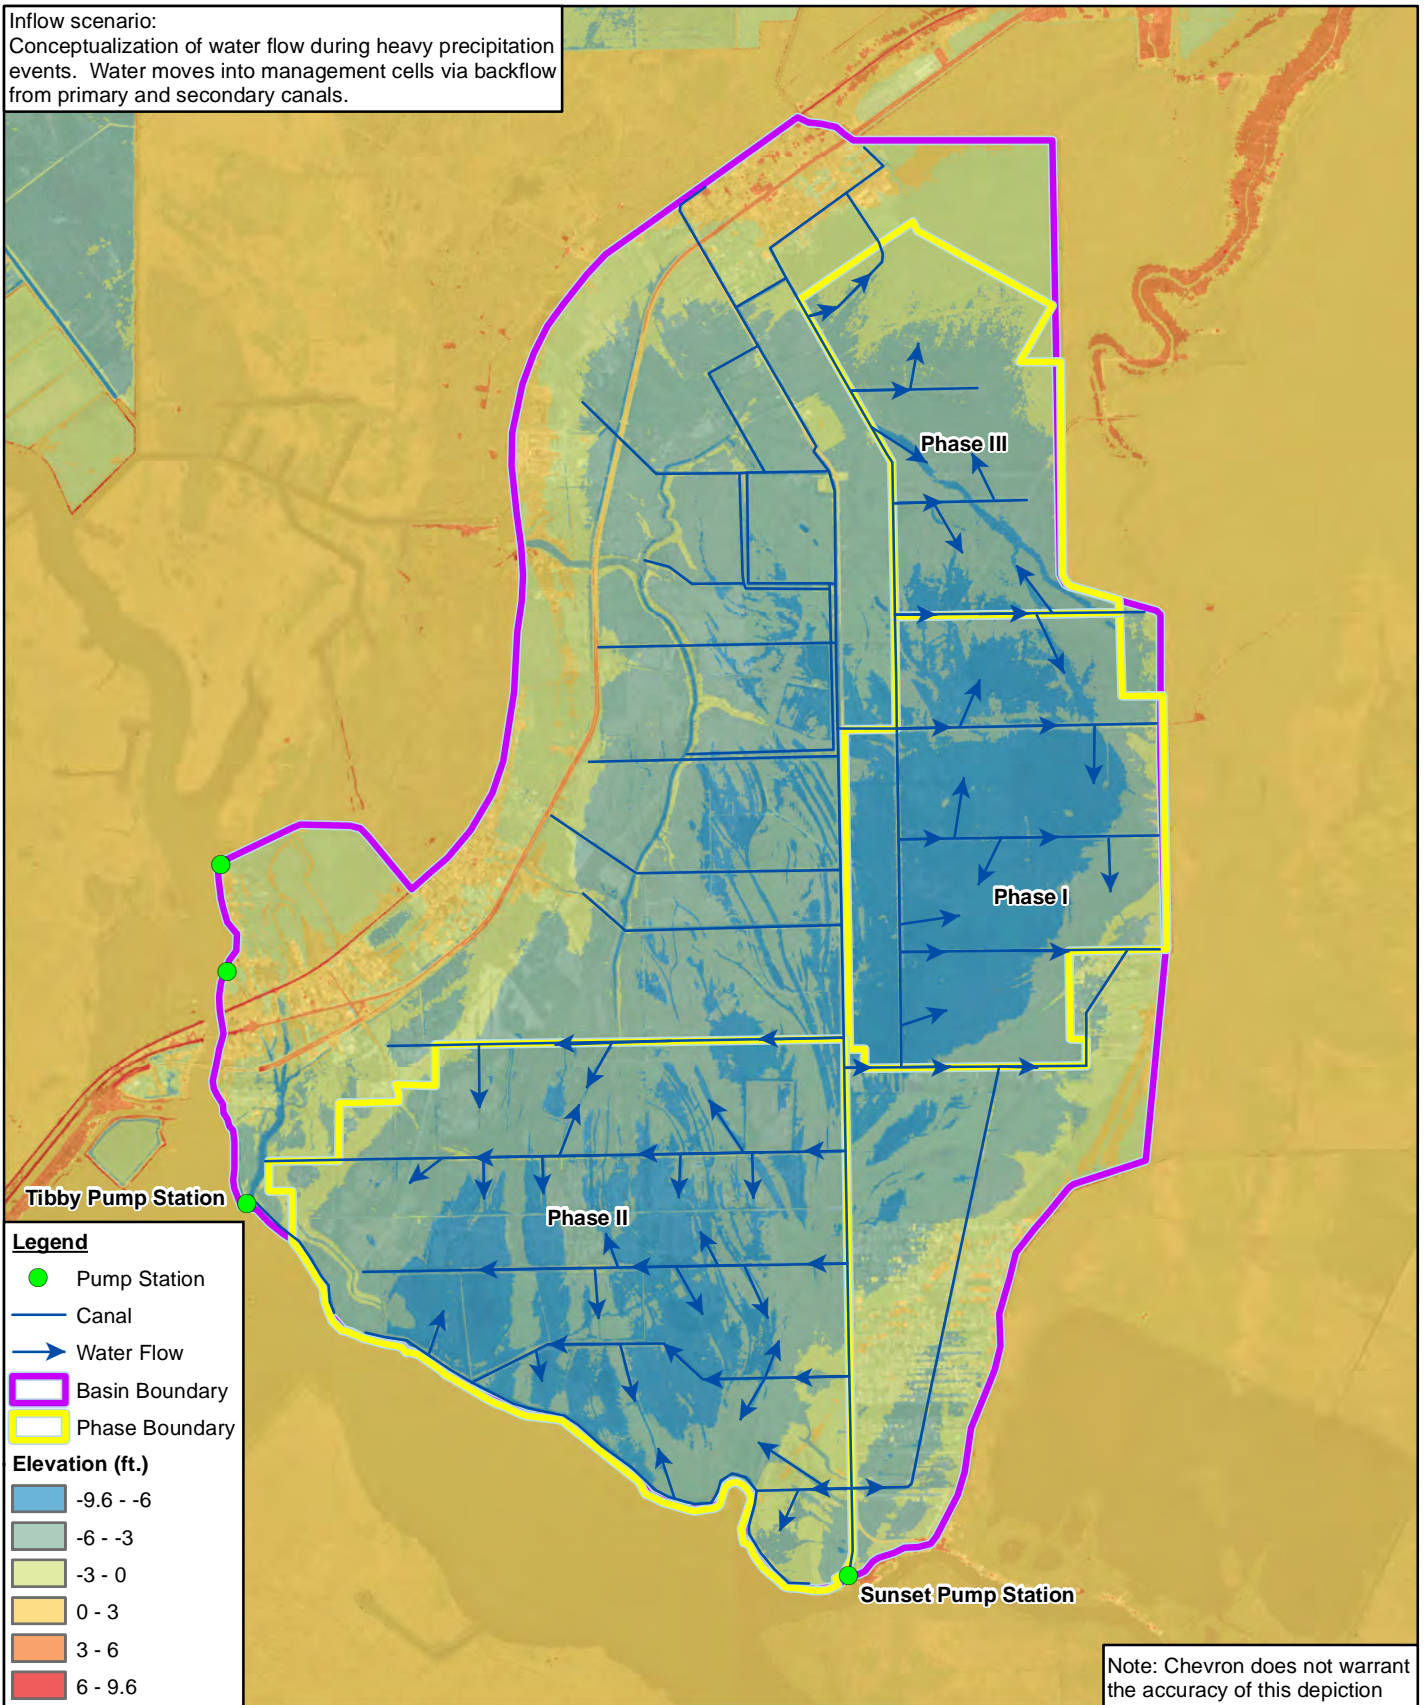 Inflow scenario:
Conceptualization of water flow during heavy precipitation
events. Water moves into management cells via backflow
from primary and secondary canals.
Phase III
Phase I
Tibby Pump Station
Phase II
Legend
Pump Station
Canal
Water Flow
Basin Boundary
Phase Boundary
Elevation (ft.)
-9.6 - -6
-6 - -3
-3 - 0
0 - 3
3 - 6
6 - 9.6
Sunset Pump Station
Note: Chevron does not warrant
the accuracy of this depiction